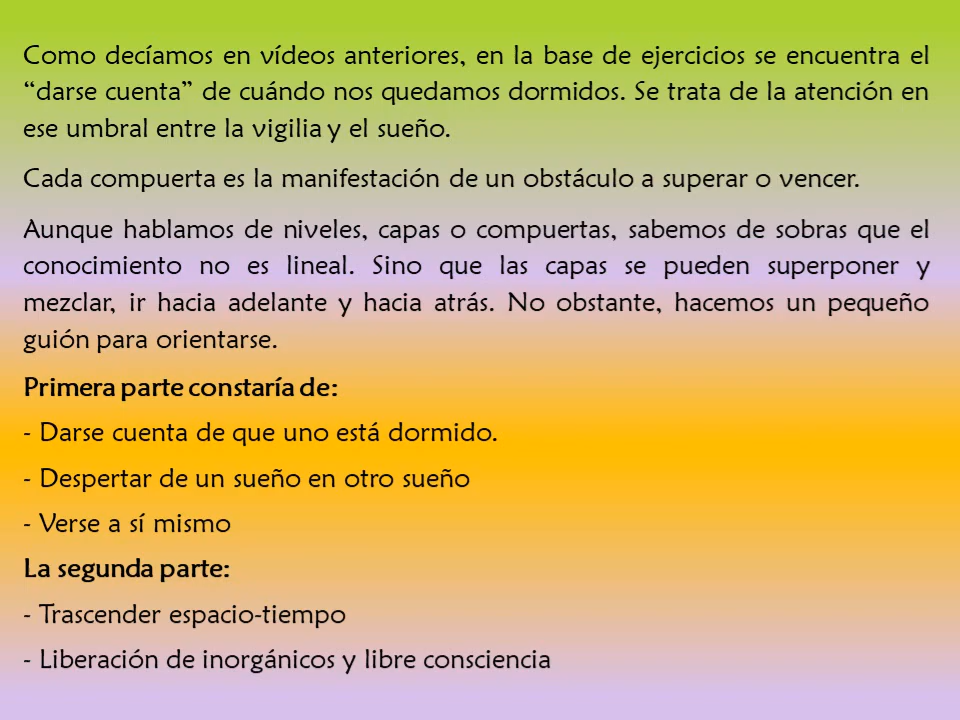 Como decíamos en vídeos anteriores, en la base de ejercicios se encuentra el
“darse cuenta” de cuándo nos quedamos dormidos. Se trata de la atención en
ese umbral entre la vigilia y el sueño.
Cada compuerta es la manifestación de un obstáculo a superar o vencer.
Aunque hablamos de niveles, capas o compuertas, sabemos de sobras que el
conocimiento no es lineal. Sino que las capas se pueden superponer y
mezclar, ir hacia adelante y hacia atrás. No obstante, hacemos un pequeño
guión para orientarse.
Primera parte constaría de:
- Darse cuenta de que uno está dormido.
- Despertar de un sueño en otro sueño
- Verse a sí mismo
La segunda parte:
- Trascender espacio-tiempo
- Liberación de inorgánicos y libre consciencia